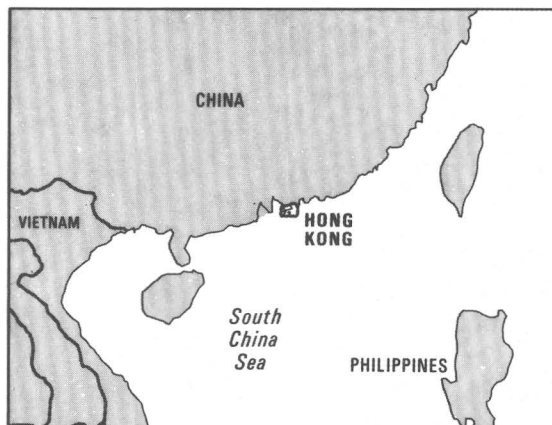 CHINA
VIETNAM
HONG
KONG
South
China
Sea
PHILIPPINES